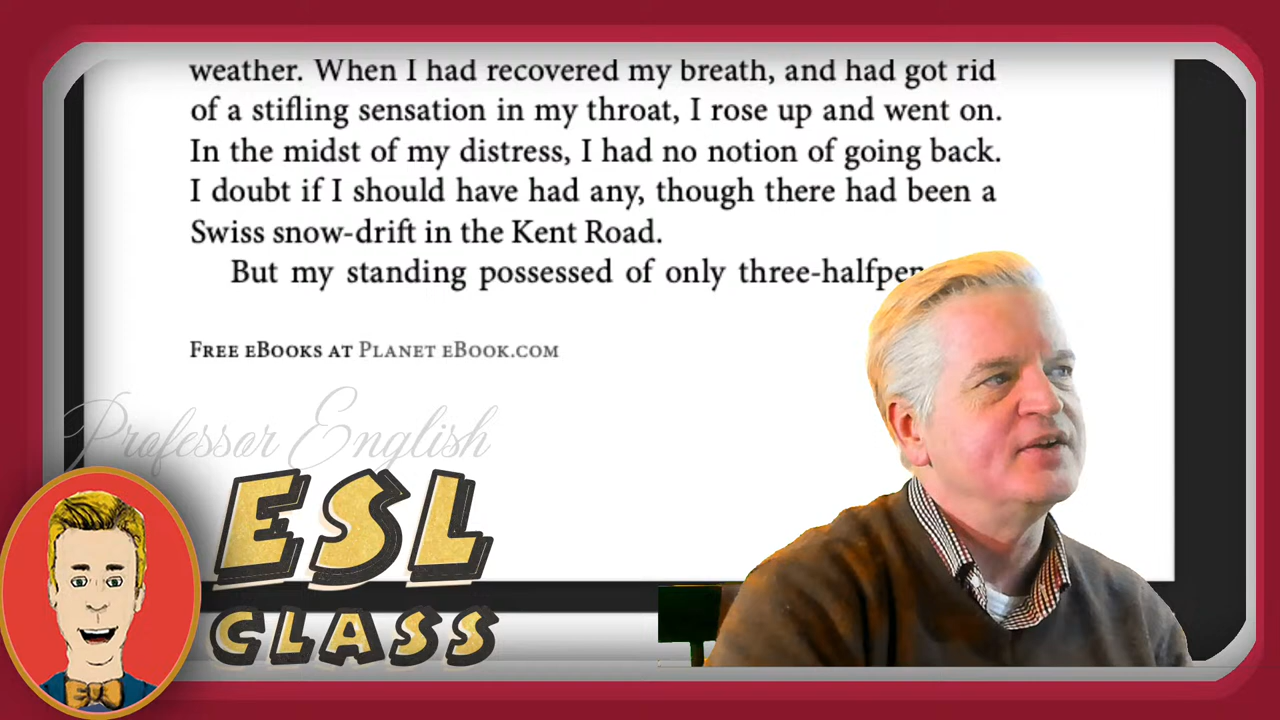 weather. When I had recovered my breath, and had got rid
of a stifling sensation in my throat, I rose up and went on.
In the midst of my distress, I had no notion of going back.
I doubt if I should have had any, though there had been a
Swiss snow-drift in the Kent Road.
But my standing possessed of only
FREE EBOOKS AT PLANET EBOOK.COM
Professor English
ESL
CLASS